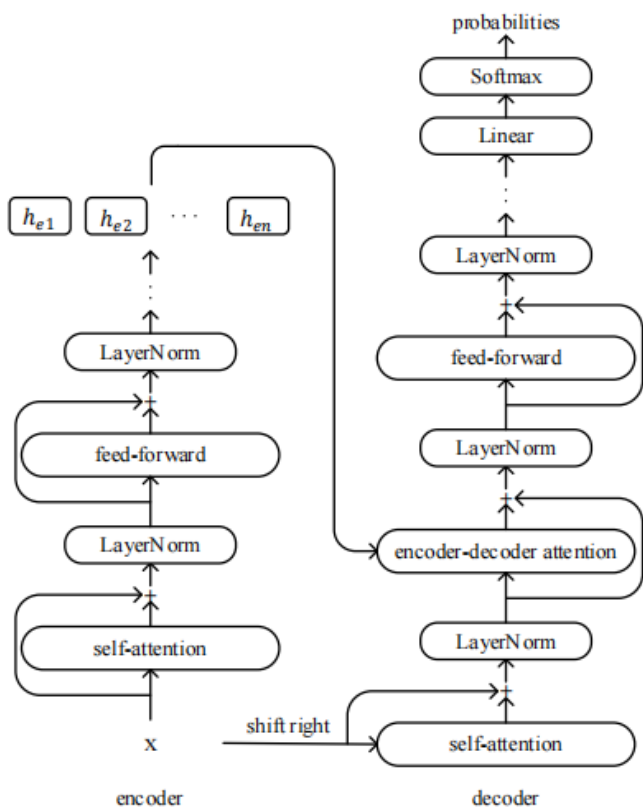 probabilities
Softmax
Linear
h_{e1} h_{e2} ... h_{en}
LayerNorm
+
feed-forward
LayerNorm
+
encoder-decoder attention
LayerNorm
+
self-attention
LayerNorm
+
feed-forward
LayerNorm
+
self-attention
x
shift right
encoder
decoder